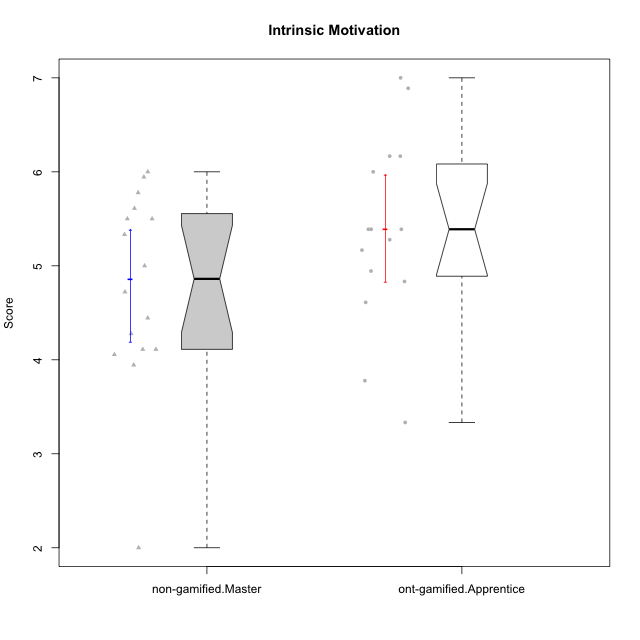 Intrinsic Motivation
Score
7
6
5
4
3
2
non-gamified.Master
ont-gamified.Apprentice